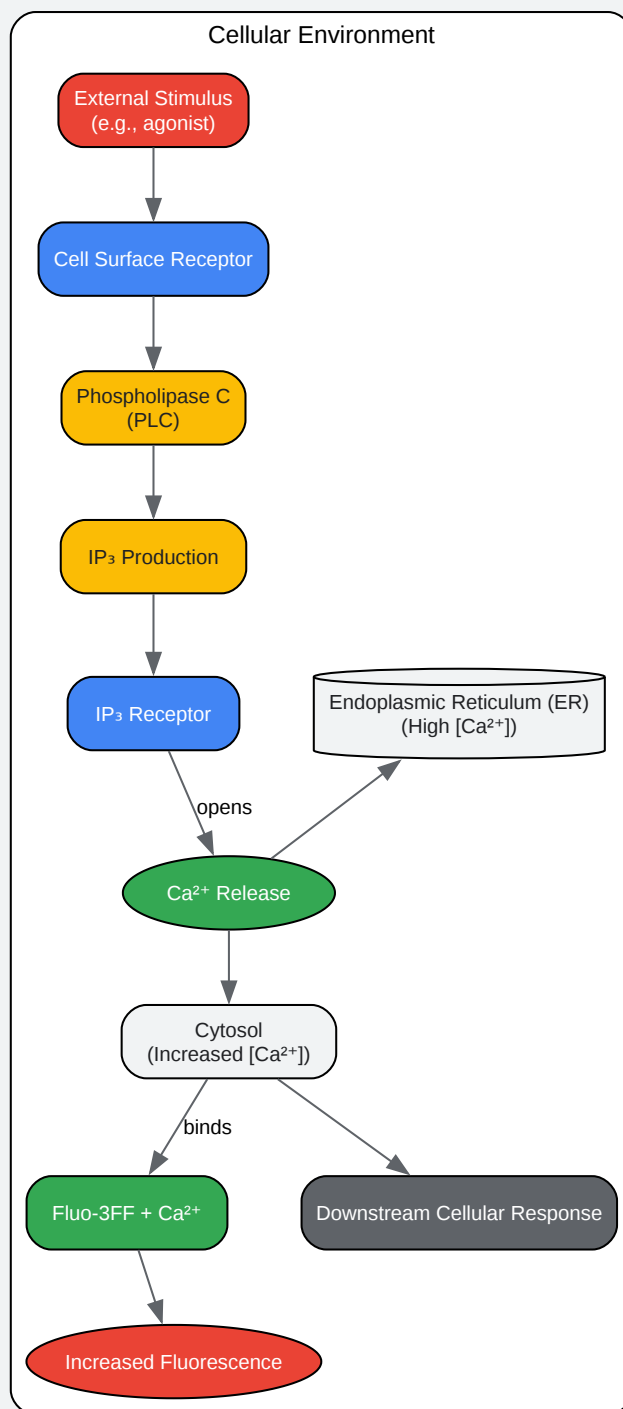 Cellular Environment
External Stimulus
(e.g., agonist)
Cell Surface Receptor
Phospholipase C
(PLC)
IP₃ Production
IP₃ Receptor
Endoplasmic Reticulum (ER)
(High [Ca²⁺])
opens
Ca²⁺ Release
Cytosol
(Increased [Ca²⁺])
binds
Fluo-3FF + Ca²⁺
Downstream Cellular Response
Increased Fluorescence